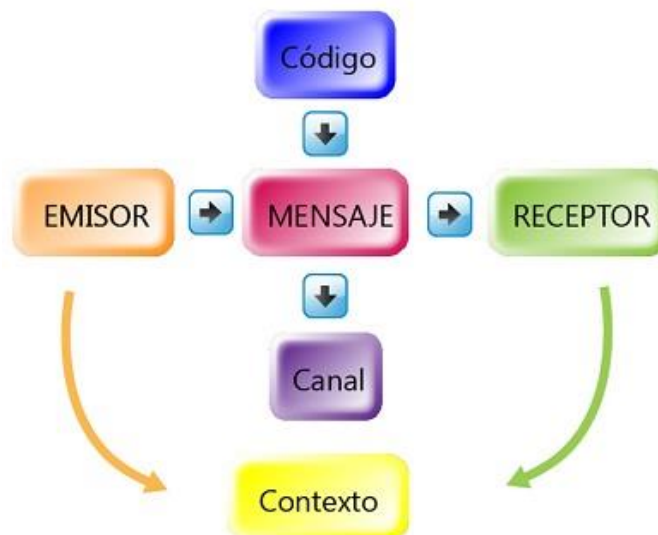 Código
EMISOR
MENSAJE
RECEPTOR
Canal
Contexto